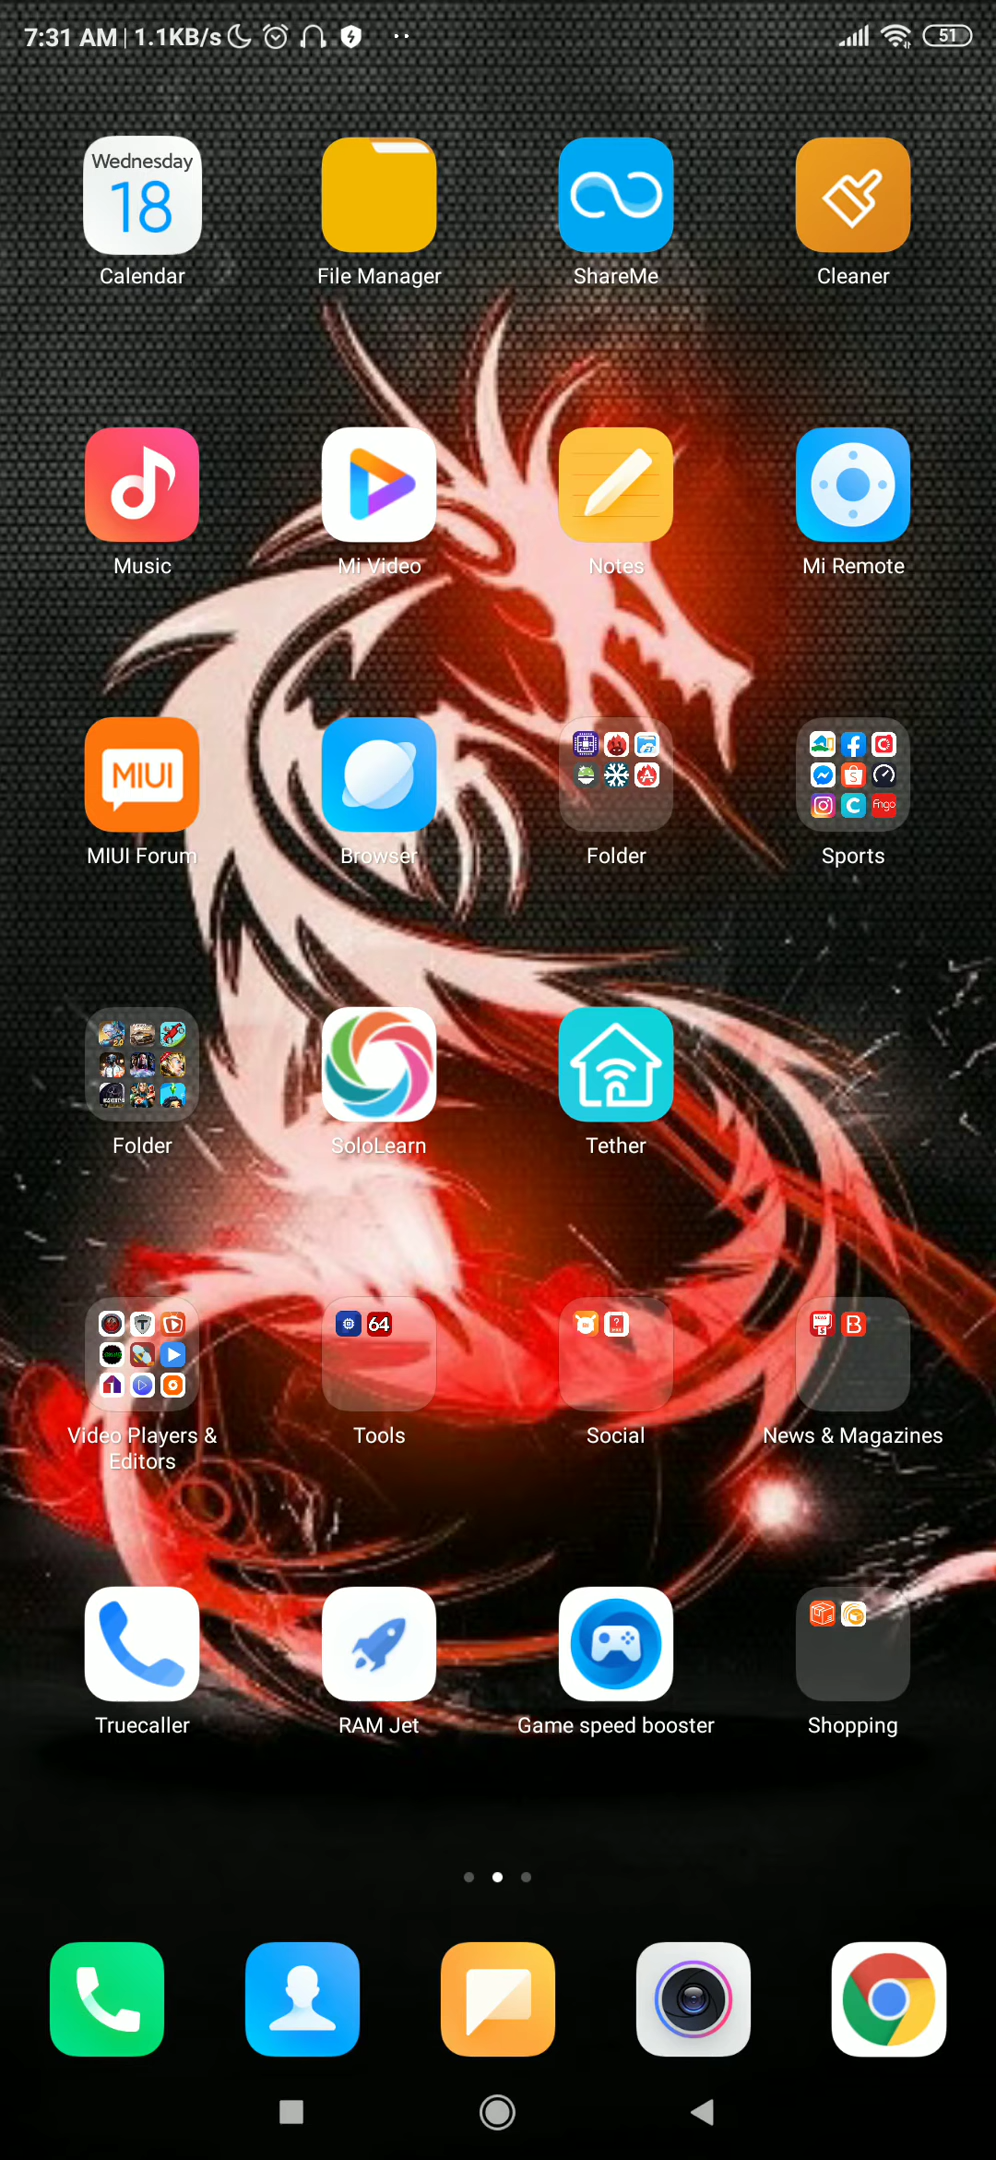 7:31 AM | 1.1KB/s
51
Wednesday
18
Calendar
File Manager
ShareMe
Cleaner
Music
Mi Video
Notes
Mi Remote
MIUI
MIUI Forum
Browser
Folder
Sports
Fngo
Folder
SoloLearn
Tether
64
B
Video Players &
Editors
Tools
Social
News & Magazines
Truecaller
RAM Jet
Game speed booster
Shopping